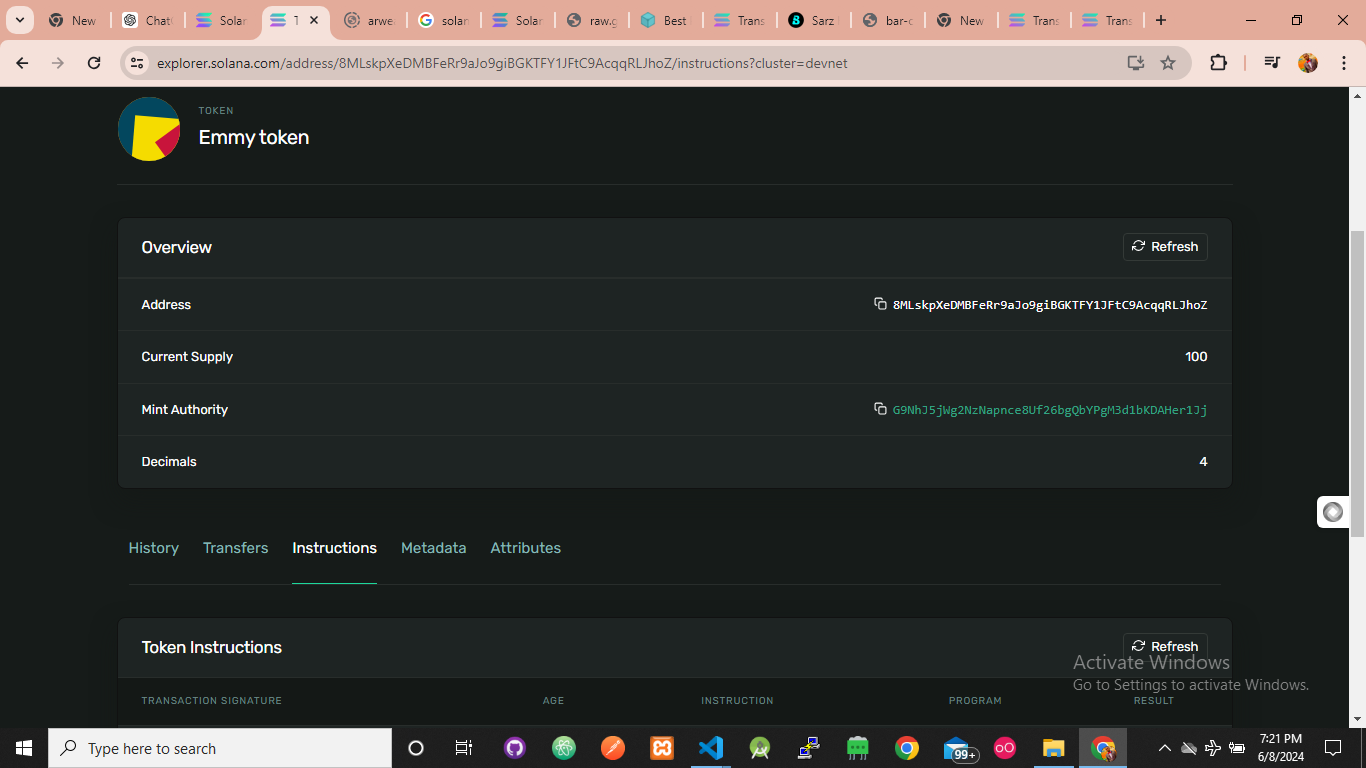 New
Chat
Solar
T
arwea
solan
Solar
raw.g
Best
Trans
Sarz
bar-c
New
Trans
Trans
explorer.solana.com/address/8MLskpXeDMBFeRr9aJo9giBGKTFY1JFtC9AcqqRLJhoZ/instructions?cluster=devnet
TOKEN
Emmy token
Overview
Refresh
Address
8MLskpXeDMBFeRr9aJo9giBGKTFY1JFtC9AcqqRLJhoZ
Current Supply
100
Mint Authority
G9NhJ5jWg2NzNapnce8Uf26bgQbYPgM3d1bKDAHer1Jj
Decimals
4
History Transfers Instructions Metadata Attributes
Token Instructions
Refresh
Activate Windows
Go to Settings to activate Windows.
TRANSACTION SIGNATURE AGE INSTRUCTION PROGRAM RESULT
Type here to search
99+
7:21 PM
6/8/2024